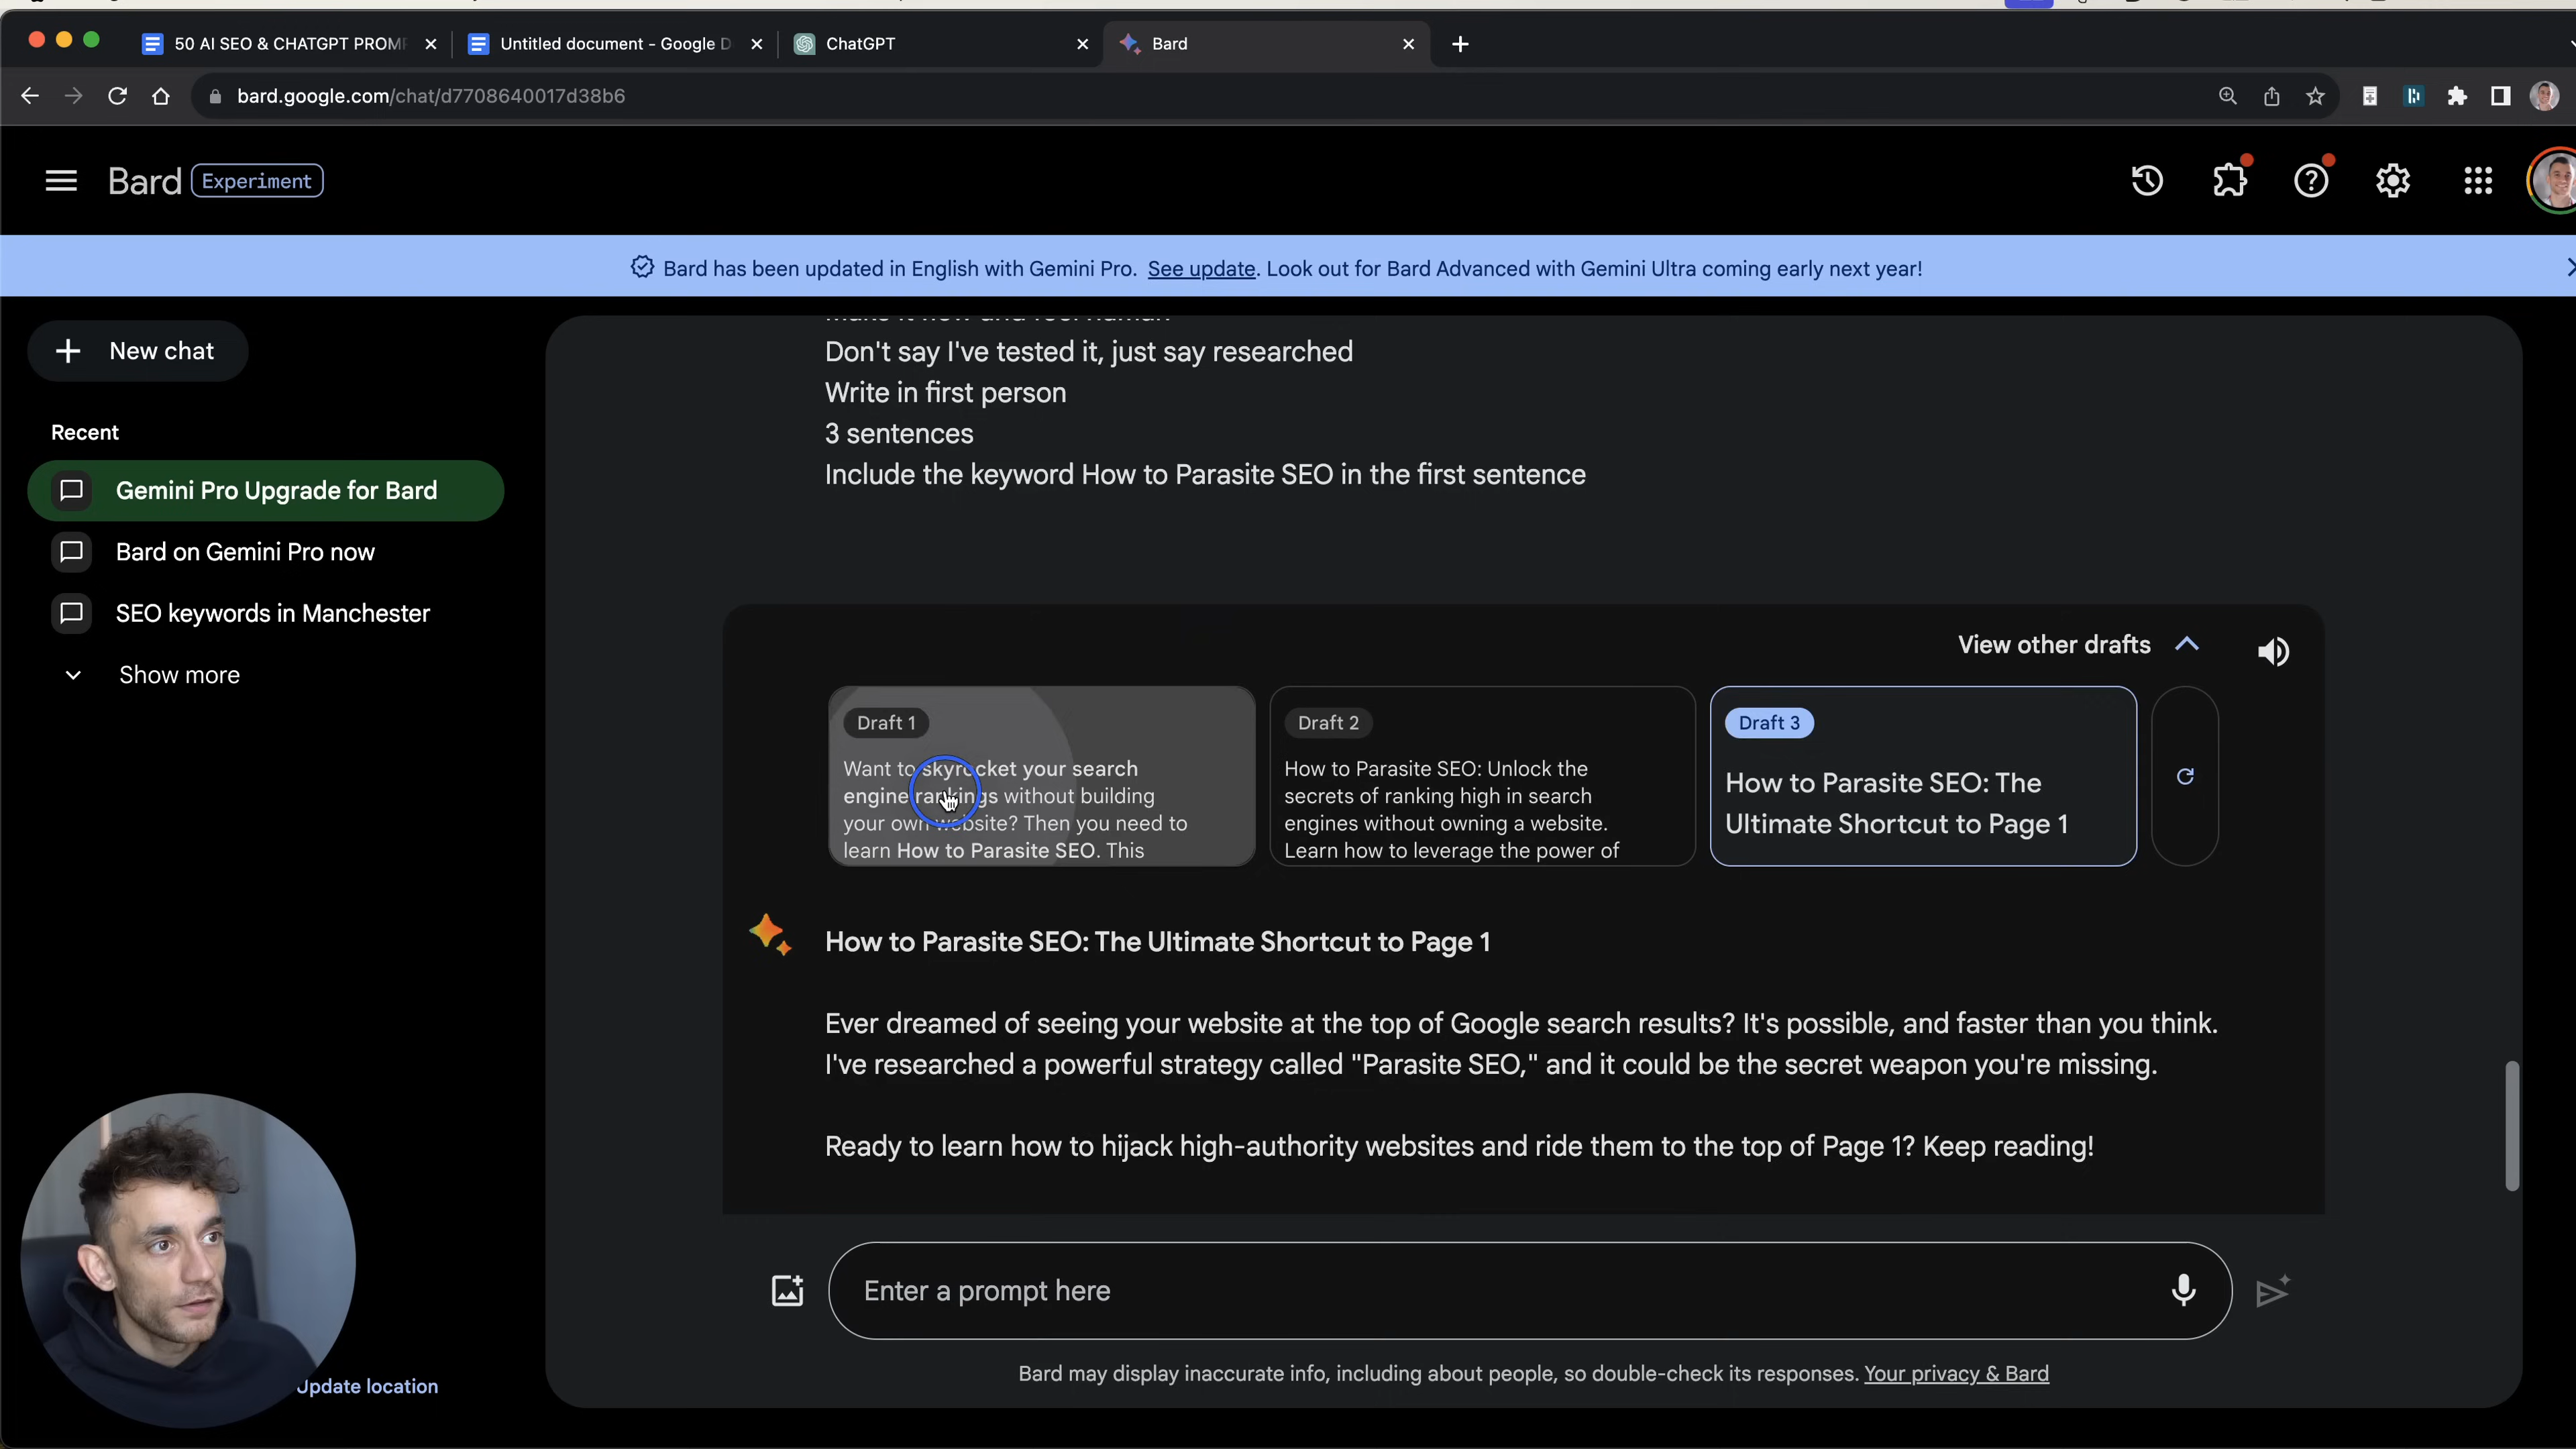 50 AI SEO & CHATGPT PROM
Untitled document - Google D
ChatGPT
Bard
bard.google.com/chat/d7708640017d38b6
Bard Experiment
Bard has been updated in English with Gemini Pro. See update. Look out for Bard Advanced with Gemini Ultra coming early next year!
New chat
Recent
Gemini Pro Upgrade for Bard
Bard on Gemini Pro now
SEO keywords in Manchester
Show more
Update location
Don't say I've tested it, just say researched
Write in first person
3 sentences
Include the keyword How to Parasite SEO in the first sentence
View other drafts
Draft 1
Want to skyrocket your search
engine rankings without building
your own website? Then you need to
learn How to Parasite SEO. This
Draft 2
How to Parasite SEO: Unlock the
secrets of ranking high in search
engines without owning a website.
Learn how to leverage the power of
Draft 3
How to Parasite SEO: The
Ultimate Shortcut to Page 1
How to Parasite SEO: The Ultimate Shortcut to Page 1
Ever dreamed of seeing your website at the top of Google search results? It's possible, and faster than you think.
I've researched a powerful strategy called "Parasite SEO," and it could be the secret weapon you're missing.
Ready to learn how to hijack high-authority websites and ride them to the top of Page 1? Keep reading!
Enter a prompt here
Bard may display inaccurate info, including about people, so double-check its responses. Your privacy & Bard